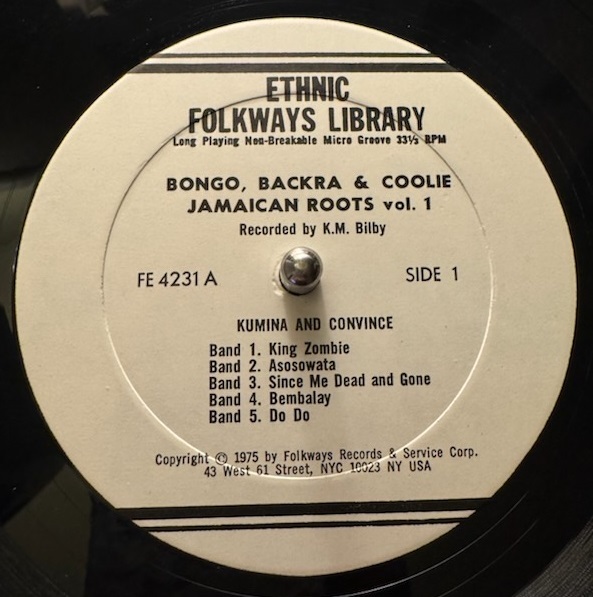 ETHNIC
FOLKWAYS LIBRARY
Long Playing Non-Breakable Micro Groove 33⅓ RPM
BONGO, BACKRA & COOLIE
JAMAICAN ROOTS vol. 1
Recorded by K.M. Bilby
FE 4231 A
SIDE 1
KUMINA AND CONVINCE
Band 1. King Zombie
Band 2. Asosowata
Band 3. Since Me Dead and Gone
Band 4. Bembalay
Band 5. Do Do
Copyright © 1975 by Folkways Records & Service Corp.
43 West 61 Street, NYC 10023 NY USA